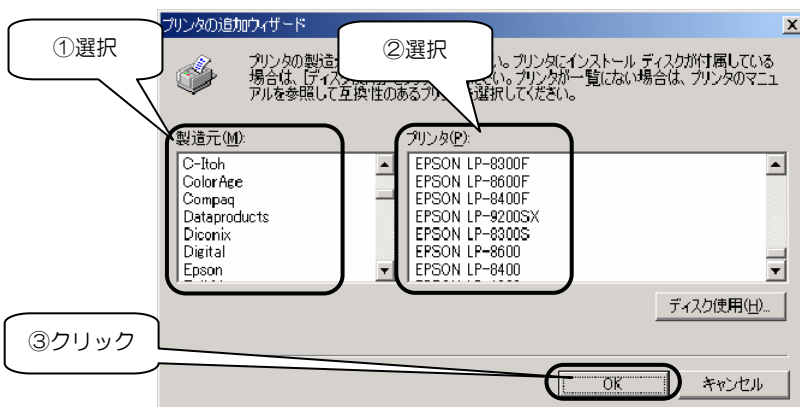 プリンタの追加ウィザード
①選択
②選択
プリンタの製造 い。プリンタにインストール ディスクが付属している
場合は、[ディスク い。プリンタが一覧にない場合は、プリンタのマニュ
アルを参照して互換性のあるプリ を選択してください。
製造元(M):
プリンタ(P):
C-Itoh
ColorAge
Compaq
Dataproducts
Diconix
Digital
Epson
EPSON LP-8300F
EPSON LP-8600F
EPSON LP-8400F
EPSON LP-9200SX
EPSON LP-8300S
EPSON LP-8600
EPSON LP-8400
ディスク使用(H)...
③クリック
OK
キャンセル